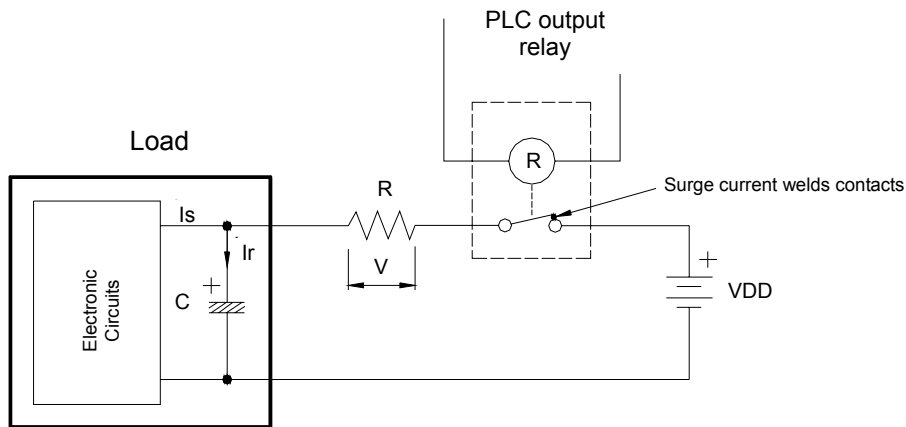 PLC output
relay
Load
R
R
Surge current welds contacts
Is
Ir
V
+
+
C
VDD
Electronic
Circuits